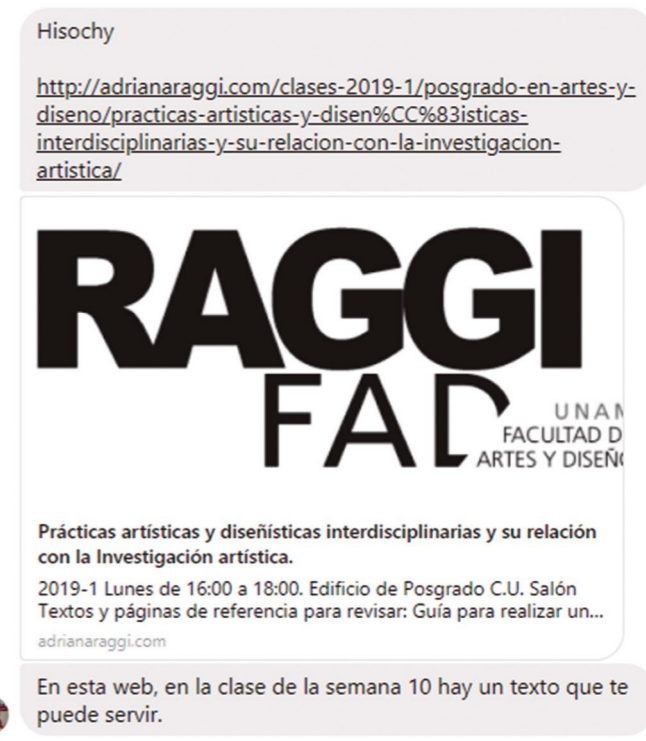 Hisochy
http://adrianaraggi.com/clases-2019-1/posgrado-en-artes-y-
diseno/practicas-artisticas-y-disen%CC%83isticas-
interdisciplinarias-y-su-relacion-con-la-investigacion-
artistica/
RAGGI
FAD
UNAM
FACULTAD D
ARTES Y DISEÑO
Prácticas artísticas y diseñísticas interdisciplinarias y su relación
con la Investigación artística.
2019-1 Lunes de 16:00 a 18:00. Edificio de Posgrado C.U. Salón
Textos y páginas de referencia para revisar: Guía para realizar un...
adrianaraggi.com
En esta web, en la clase de la semana 10 hay un texto que te
puede servir.